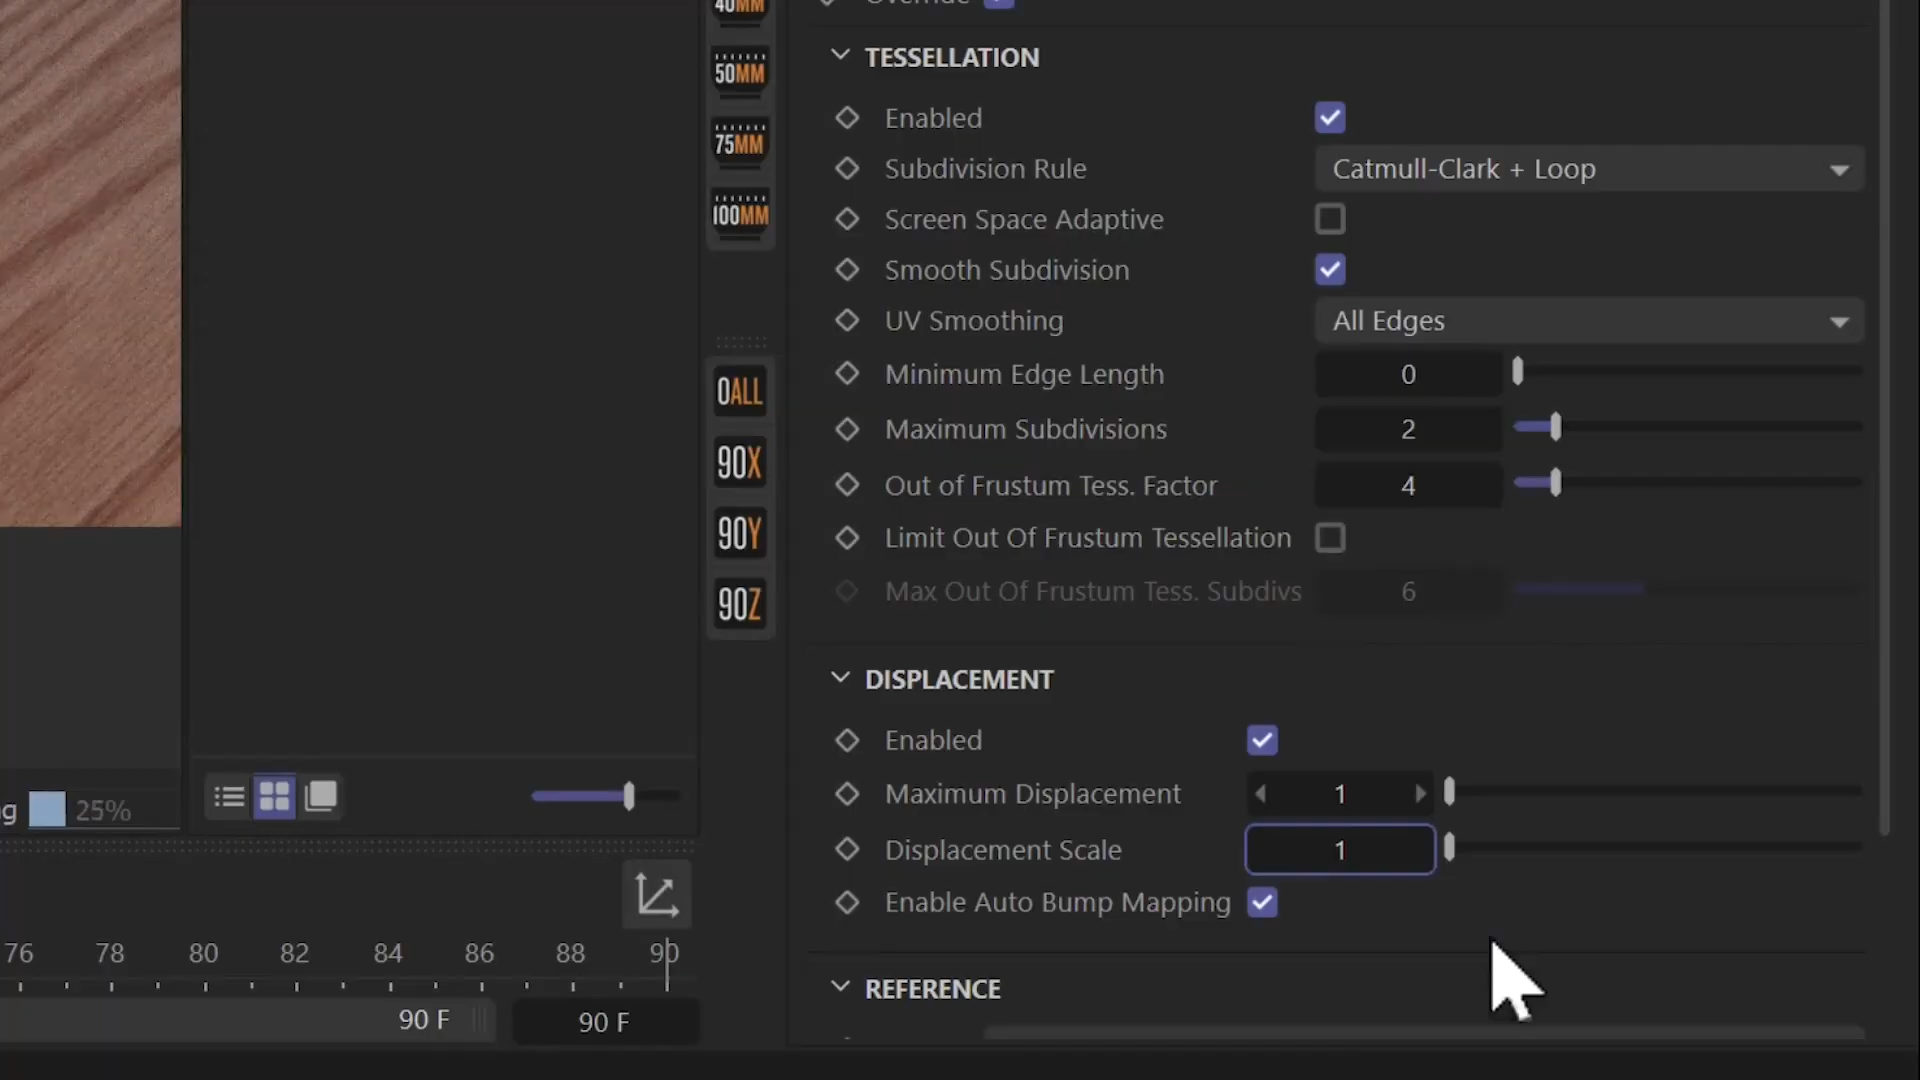 40MM
50MM
75MM
100MM
0ALL
90X
90Y
90Z
Override
TESSELLATION
Enabled
Subdivision Rule Catmull-Clark + Loop
Screen Space Adaptive
Smooth Subdivision
UV Smoothing All Edges
Minimum Edge Length 0
Maximum Subdivisions 2
Out of Frustum Tess. Factor 4
Limit Out Of Frustum Tessellation
Max Out Of Frustum Tess. Subdivs 6
DISPLACEMENT
Enabled
Maximum Displacement 1
Displacement Scale 1
Enable Auto Bump Mapping
REFERENCE
25%
76 78 80 82 84 86 88 90
90 F 90 F